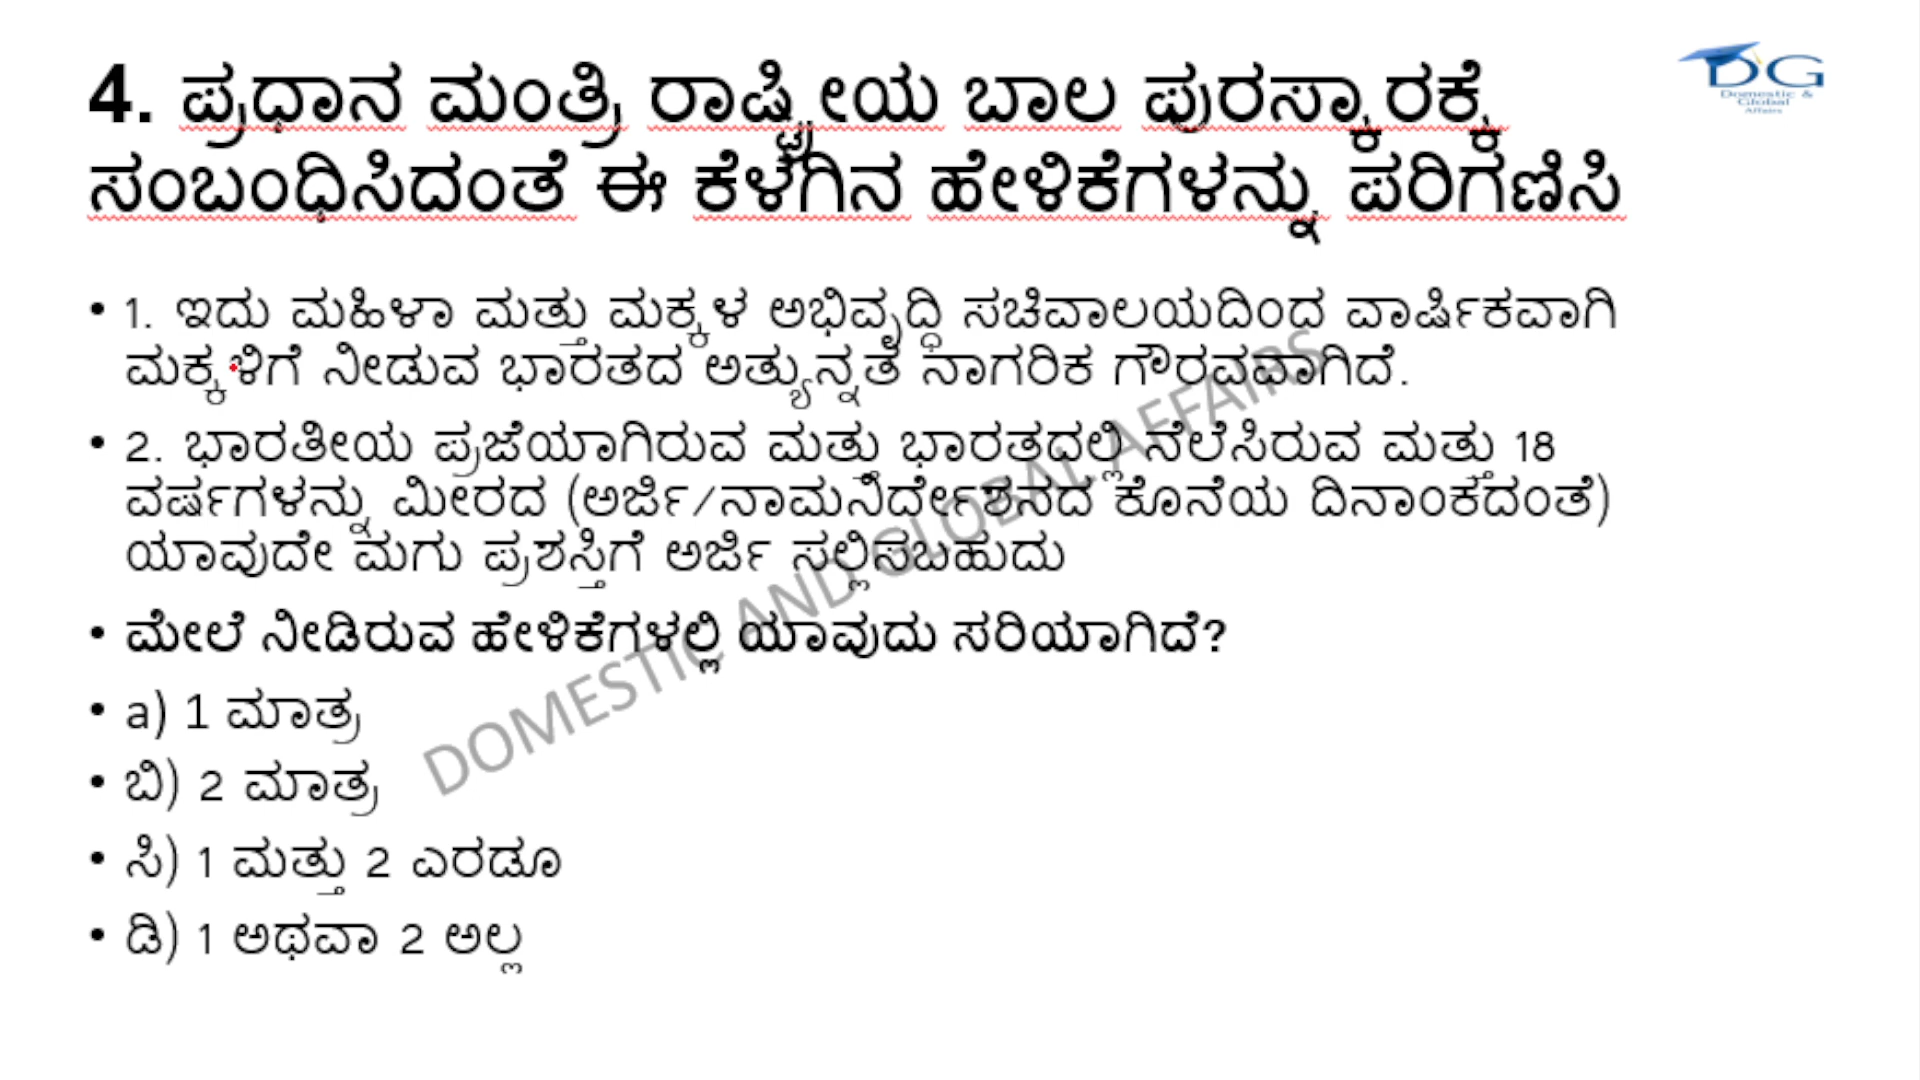 4. ಪ್ರಧಾನ ಮಂತ್ರಿ ರಾಷ್ಟ್ರೀಯ ಬಾಲ ಪುರಸ್ಕಾರಕ್ಕೆ
ಸಂಬಂಧಿಸಿದಂತೆ ಈ ಕೆಳಗಿನ ಹೇಳಿಕೆಗಳನ್ನು ಪರಿಗಣಿಸಿ
DG
Domestic &
Global
Affairs
• 1. ಇದು ಮಹಿಳಾ ಮತ್ತು ಮಕ್ಕಳ ಅಭಿವೃದ್ಧಿ ಸಚಿವಾಲಯದಿಂದ ವಾರ್ಷಿಕವಾಗಿ
ಮಕ್ಕಳಿಗೆ ನೀಡುವ ಭಾರತದ ಅತ್ಯುನ್ನತ ನಾಗರಿಕ ಗೌರವವಾಗಿದೆ.
• 2. ಭಾರತೀಯ ಪ್ರಜೆಯಾಗಿರುವ ಮತ್ತು ಭಾರತದಲ್ಲಿ ನೆಲೆಸಿರುವ ಮತ್ತು 18
ವರ್ಷಗಳನ್ನು ಮೀರದ (ಅರ್ಜಿ/ನಾಮನಿರ್ದೇಶನದ ಕೊನೆಯ ದಿನಾಂಕದಂತೆ)
ಯಾವುದೇ ಮಗು ಪ್ರಶಸ್ತಿಗೆ ಅರ್ಜಿ ಸಲ್ಲಿಸಬಹುದು
• ಮೇಲೆ ನೀಡಿರುವ ಹೇಳಿಕೆಗಳಲ್ಲಿ ಯಾವುದು ಸರಿಯಾಗಿದೆ?
• a) 1 ಮಾತ್ರ
• ಬಿ) 2 ಮಾತ್ರ
• ಸಿ) 1 ಮತ್ತು 2 ಎರಡೂ
• ಡಿ) 1 ಅಥವಾ 2 ಅಲ್ಲ
DOMESTIC AND GLOBAL AFFAIRS